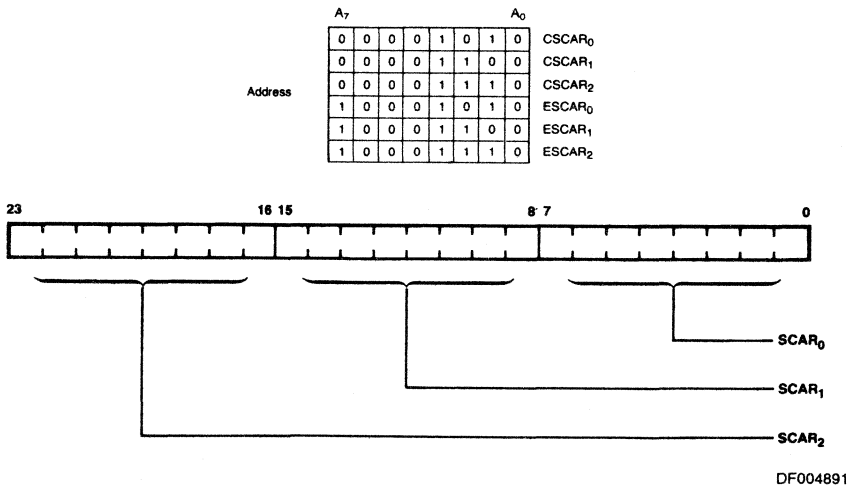 A₇ A₀
0 0 0 0 1 0 1 0 CSCAR₀
0 0 0 0 1 1 0 0 CSCAR₁
0 0 0 0 1 1 1 0 CSCAR₂
Address
1 0 0 0 1 0 1 0 ESCAR₀
1 0 0 0 1 1 0 0 ESCAR₁
1 0 0 0 1 1 1 0 ESCAR₂
23 16 15 8 7 0
SCAR₀
SCAR₁
SCAR₂
DF004891